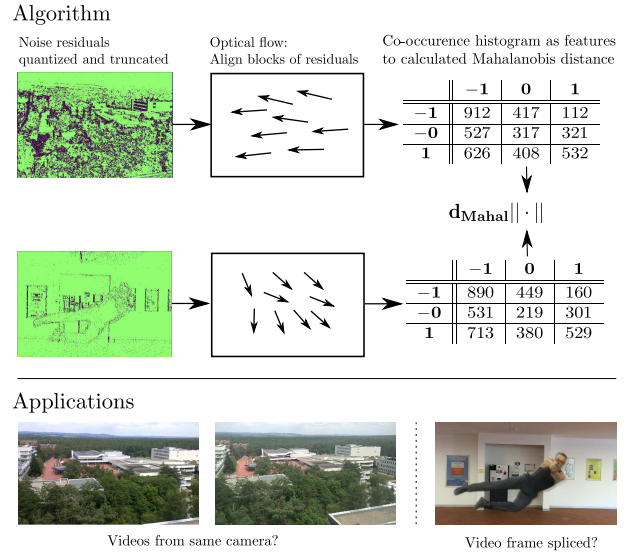 Algorithm
Noise residuals
quantized and truncated
Optical flow:
Align blocks of residuals
Co-occurence histogram as features
to calculated Mahalanobis distance
−1 0 1
−1 912 417 112
−0 527 317 321
1 626 408 532
d_Mahal|| · ||
−1 0 1
−1 890 449 160
−0 531 219 301
1 713 380 529
Applications
Videos from same camera?
Video frame spliced?